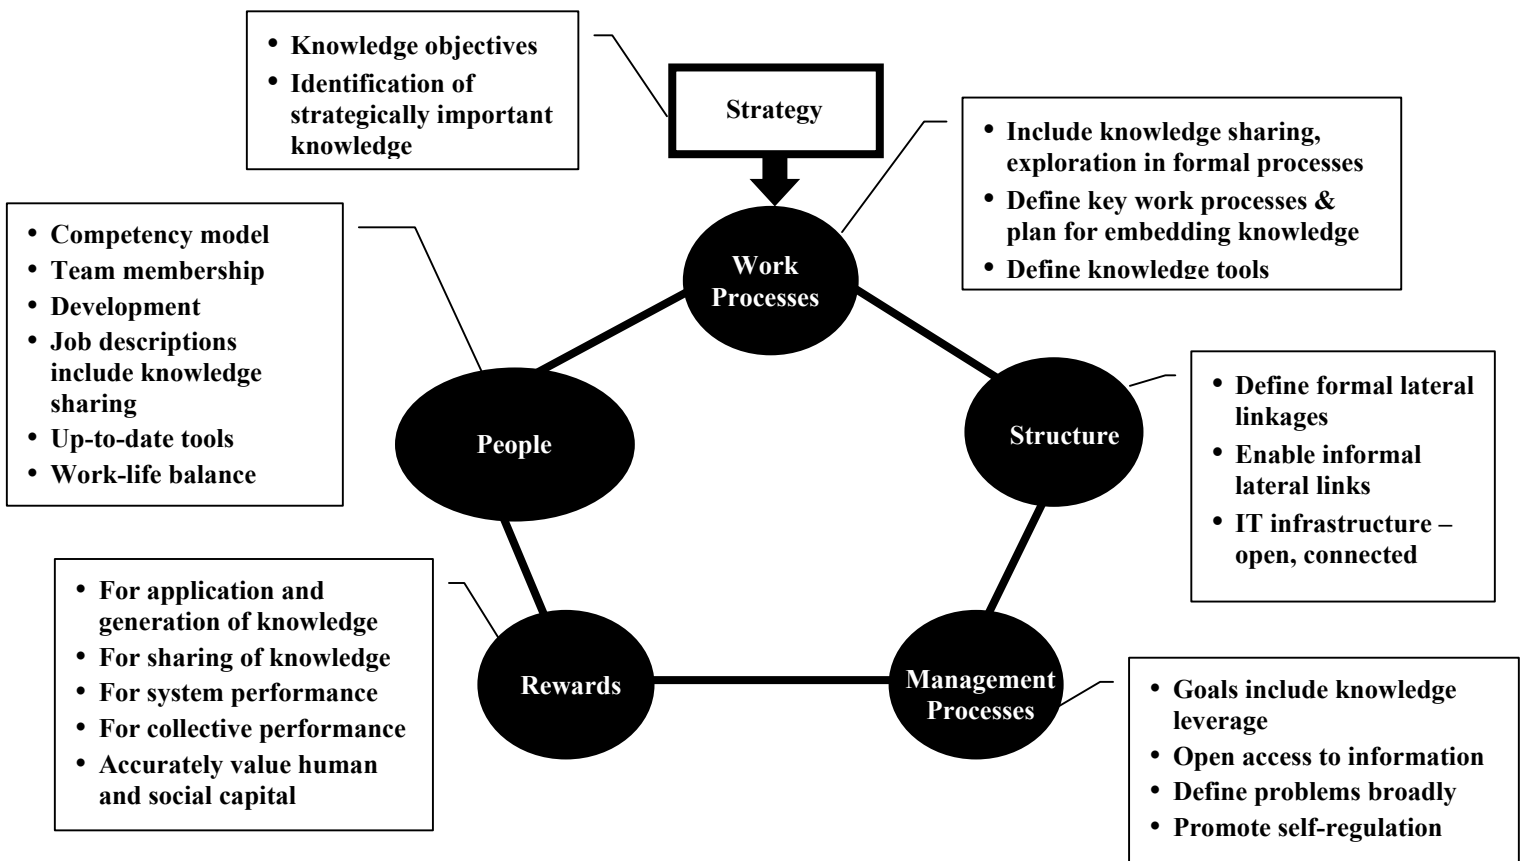 • Knowledge objectives
• Identification of
strategically important
knowledge
Strategy
• Include knowledge sharing,
exploration in formal processes
• Define key work processes &
plan for embedding knowledge
• Define knowledge tools
Work
Processes
• Competency model
• Team membership
• Development
• Job descriptions
include knowledge
sharing
• Up-to-date tools
• Work-life balance
People
Structure
• Define formal lateral
linkages
• Enable informal
lateral links
• IT infrastructure –
open, connected
• For application and
generation of knowledge
• For sharing of knowledge
• For system performance
• For collective performance
• Accurately value human
and social capital
Rewards
Management
Processes
• Goals include knowledge
leverage
• Open access to information
• Define problems broadly
• Promote self-regulation